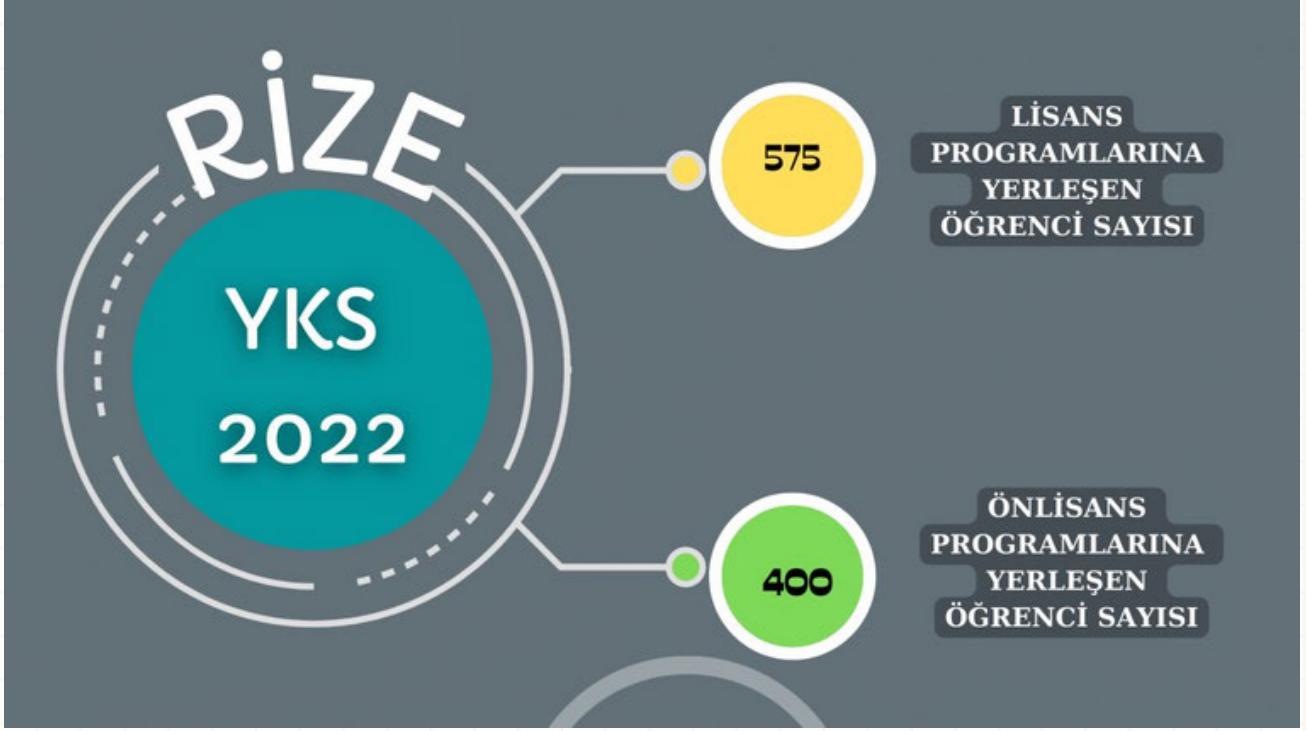 RİZE
YKS
2022
575
LİSANS
PROGRAMLARINA
YERLEŞEN
ÖĞRENCİ SAYISI
400
ÖNLİSANS
PROGRAMLARINA
YERLEŞEN
ÖĞRENCİ SAYISI